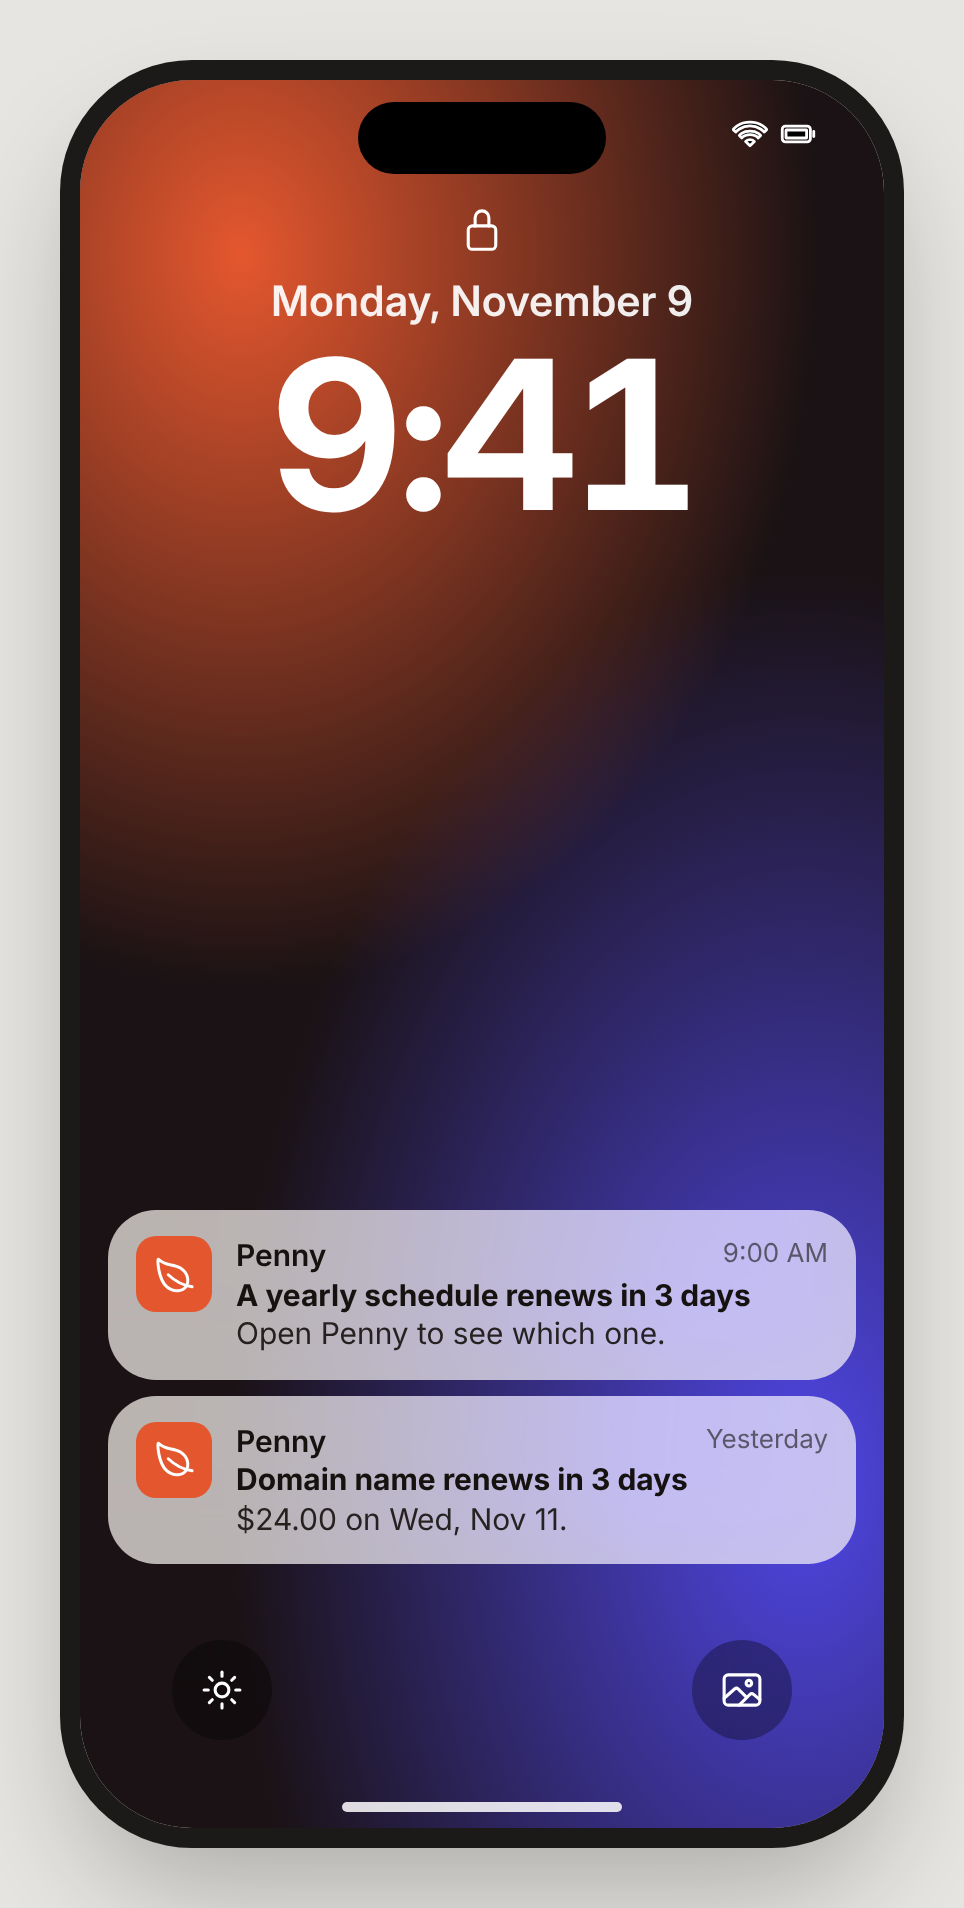 Monday, November 9
9:41
Penny
9:00 AM
A yearly schedule renews in 3 days
Open Penny to see which one.
Penny
Yesterday
Domain name renews in 3 days
$24.00 on Wed, Nov 11.